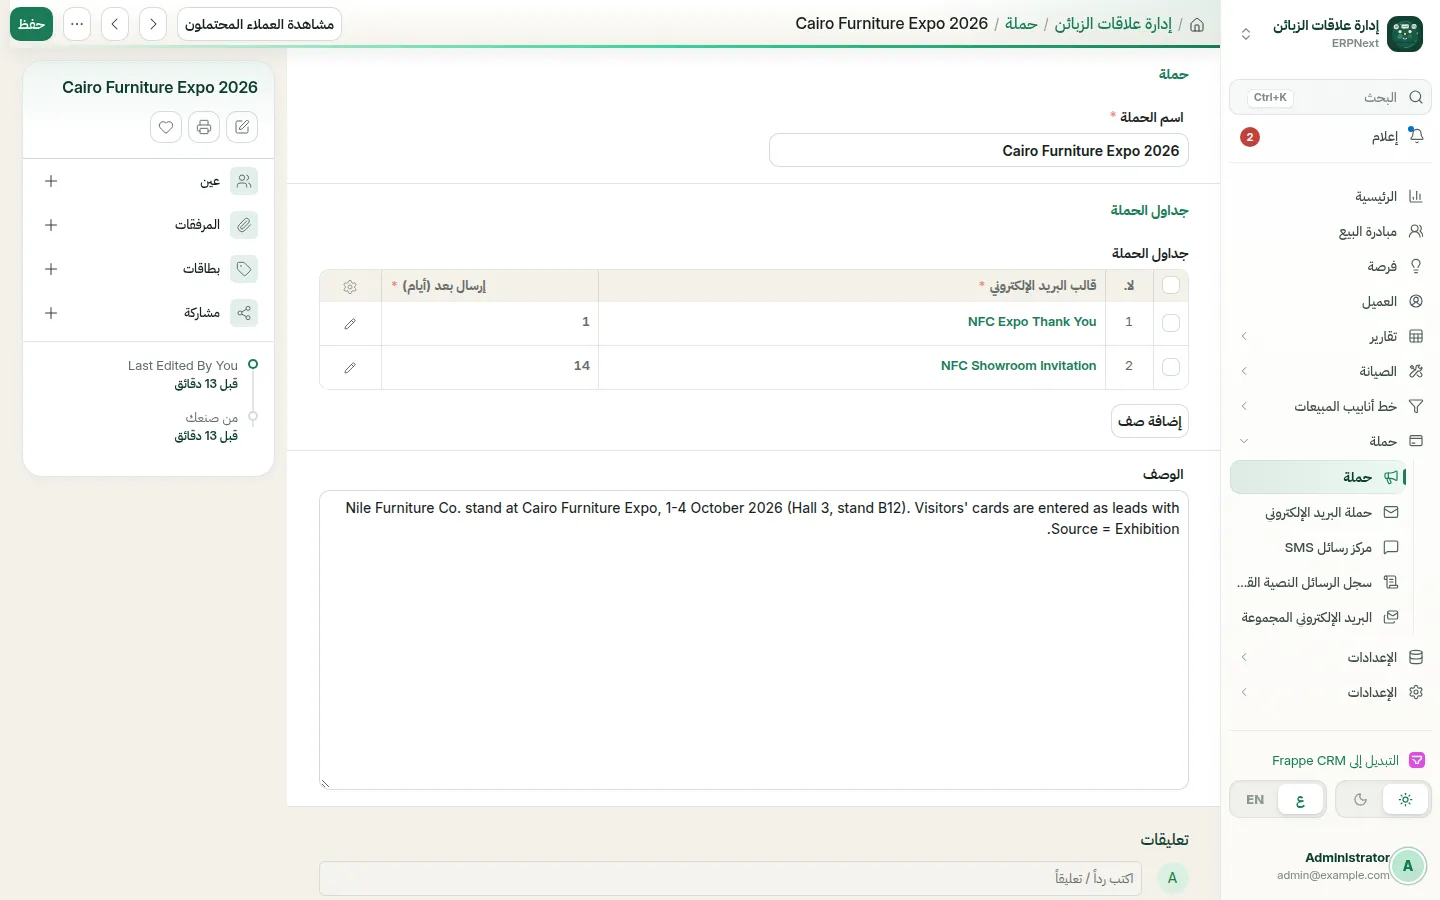 إدارة علاقات الزبائن
ERPNext
البحث
Ctrl+K
إعلام
2
الرئيسية
مبادرة البيع
فرصة
العميل
تقارير
الصيانة
خط أنابيب المبيعات
حملة
حملة
حملة البريد الإلكتروني
مركز رسائل SMS
سجل الرسائل النصية الق...
البريد الإلكتروني المجموعة
الإعدادات
الإعدادات
التبديل إلى Frappe CRM
ع
EN
A
Administrator
admin@example.com
إدارة علاقات الزبائن / حملة / Cairo Furniture Expo 2026
مشاهدة العملاء المحتملون
حفظ
حملة
اسم الحملة *
Cairo Furniture Expo 2026
جداول الحملة
جداول الحملة
لا.
قالب البريد الإلكتروني *
إرسال بعد (أيام) *
1
NFC Expo Thank You
1
2
NFC Showroom Invitation
14
إضافة صف
الوصف
Nile Furniture Co. stand at Cairo Furniture Expo, 1-4 October 2026 (Hall 3, stand B12). Visitors' cards are entered as leads with
Source = Exhibition.
تعليقات
A
اكتب رداً / تعليقاً
Cairo Furniture Expo 2026
عين
المرفقات
بطاقات
مشاركة
Last Edited By You
قبل 13 دقائق
من صنعك
قبل 13 دقائق